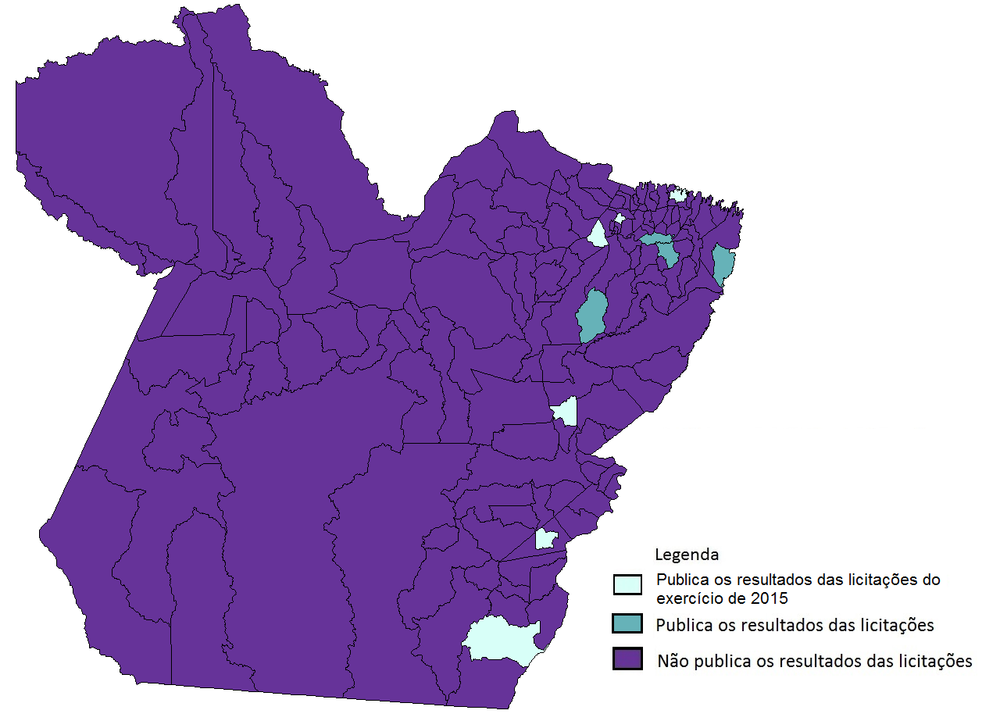 Legenda
Publica os resultados das licitações do
exercício de 2015
Publica os resultados das licitações
Não publica os resultados das licitações